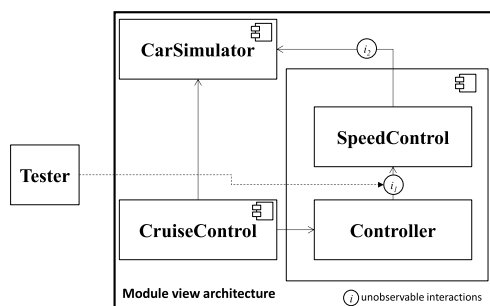 CarSimulator
i2
SpeedControl
Tester
i1
CruiseControl
Controller
Module view architecture
i unobservable interactions